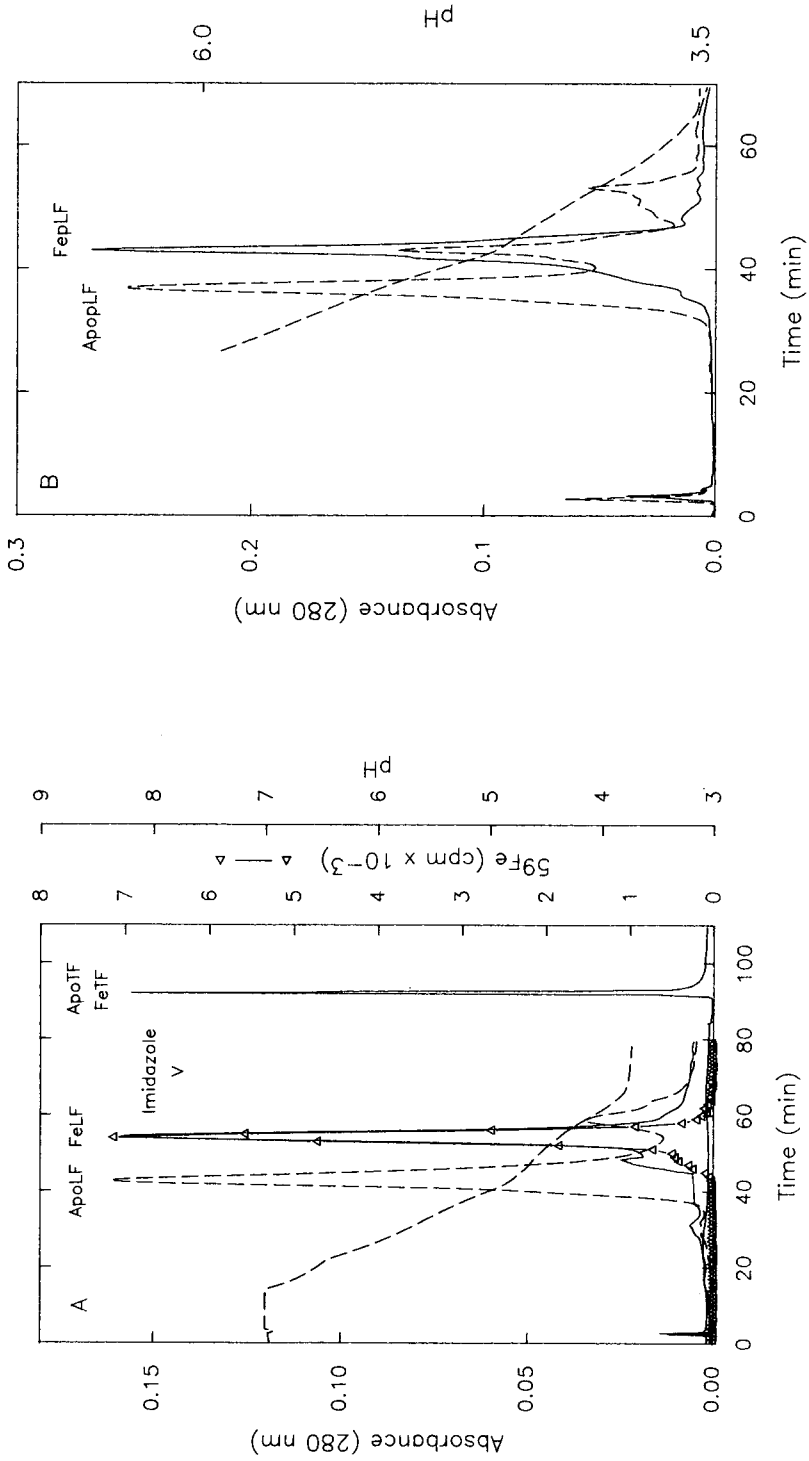 A
ApoLF FeLF
Imidazole
V
ApoTF
FeTF
0.15
0.10
0.05
0.00
Absorbance (280 nm)
0 20 40 60 80 100
Time (min)
8
7
6
5
4
3
2
1
0
59Fe (cpm x 10-3)
9
8
7
6
5
4
3
pH
B
ApopLF
FepLF
0.3
0.2
0.1
0.0
Absorbance (280 nm)
0 20 40 60
Time (min)
6.0
3.5
pH